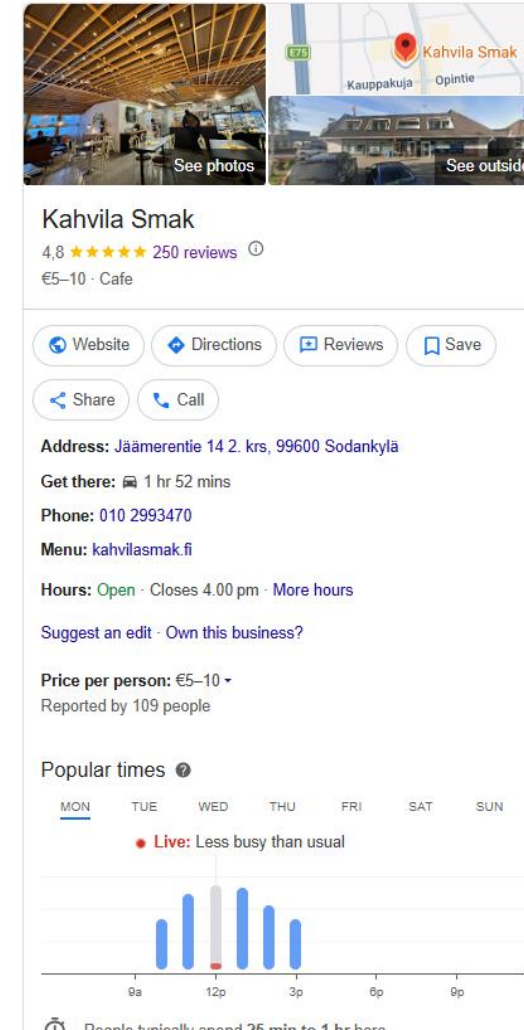 E75
Kahvila Smak
Kauppakuja
Opintie
See photos
See outside
Kahvila Smak
4,8 250 reviews
€5–10 · Cafe
Website
Directions
Reviews
Save
Share
Call
Address: Jäämerentie 14 2. krs, 99600 Sodankylä
Get there: 1 hr 52 mins
Phone: 010 2993470
Menu: kahvilasmak.fi
Hours: Open · Closes 4.00 pm · More hours
Suggest an edit · Own this business?
Price per person: €5–10
Reported by 109 people
Popular times
MON TUE WED THU FRI SAT SUN
Live: Less busy than usual
9a 12p 3p 6p 9p
People typically spend 25 min to 1 hr here